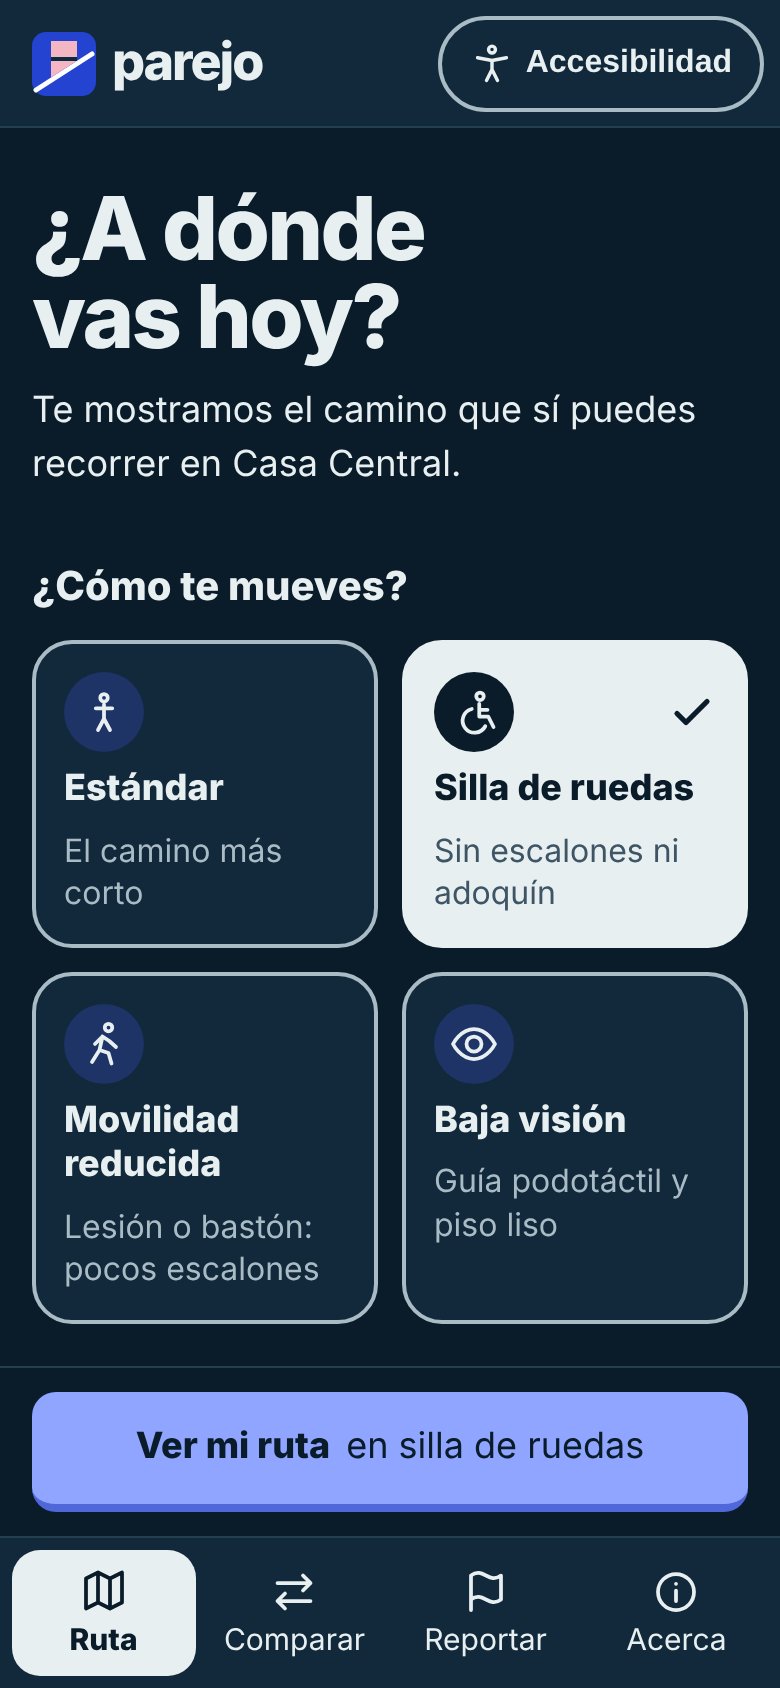 parejo
Accesibilidad
¿A dónde
vas hoy?
Te mostramos el camino que sí puedes
recorrer en Casa Central.
¿Cómo te mueves?
Estándar
El camino más
corto
Silla de ruedas
Sin escalones ni
adoquín
Movilidad
reducida
Lesión o bastón:
pocos escalones
Baja visión
Guía podotáctil y
piso liso
Ver mi ruta en silla de ruedas
Ruta
Comparar
Reportar
Acerca